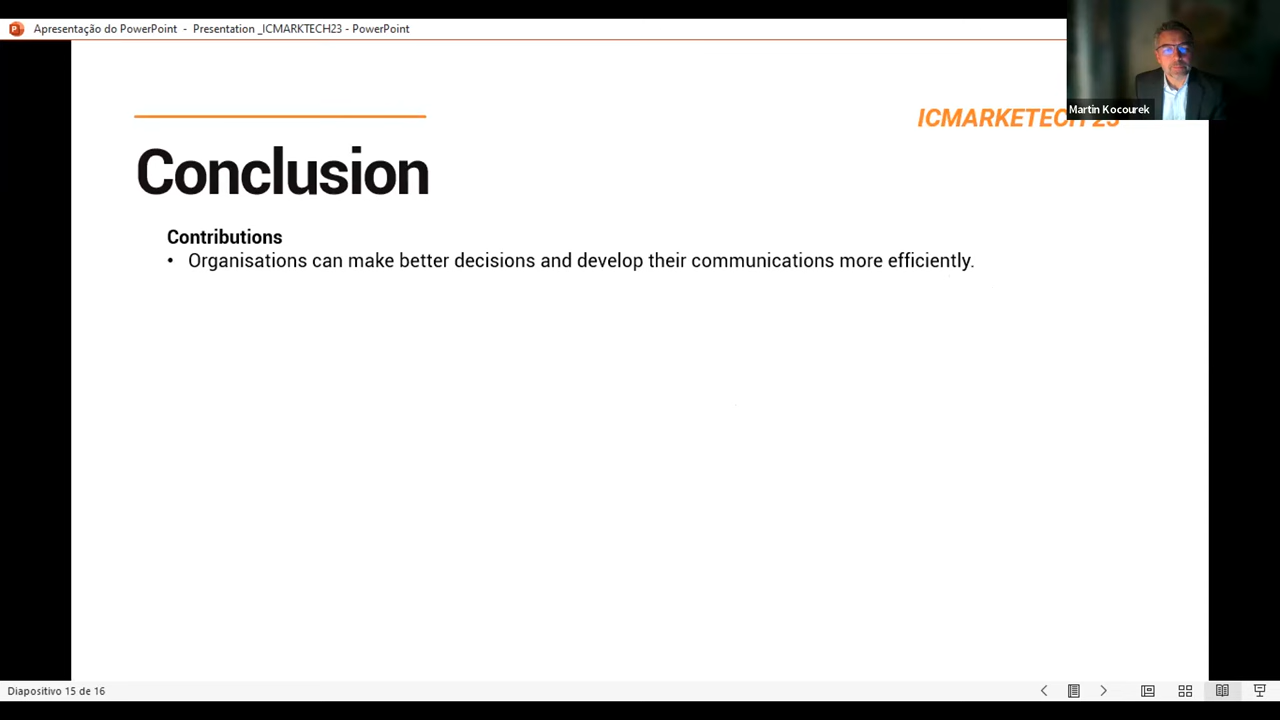 Apresentação do PowerPoint - Presentation _ICMARKTECH23 - PowerPoint
Martin Kocourek
ICMARKETECH 23
Conclusion
Contributions
• Organisations can make better decisions and develop their communications more efficiently.
Diapositivo 15 de 16